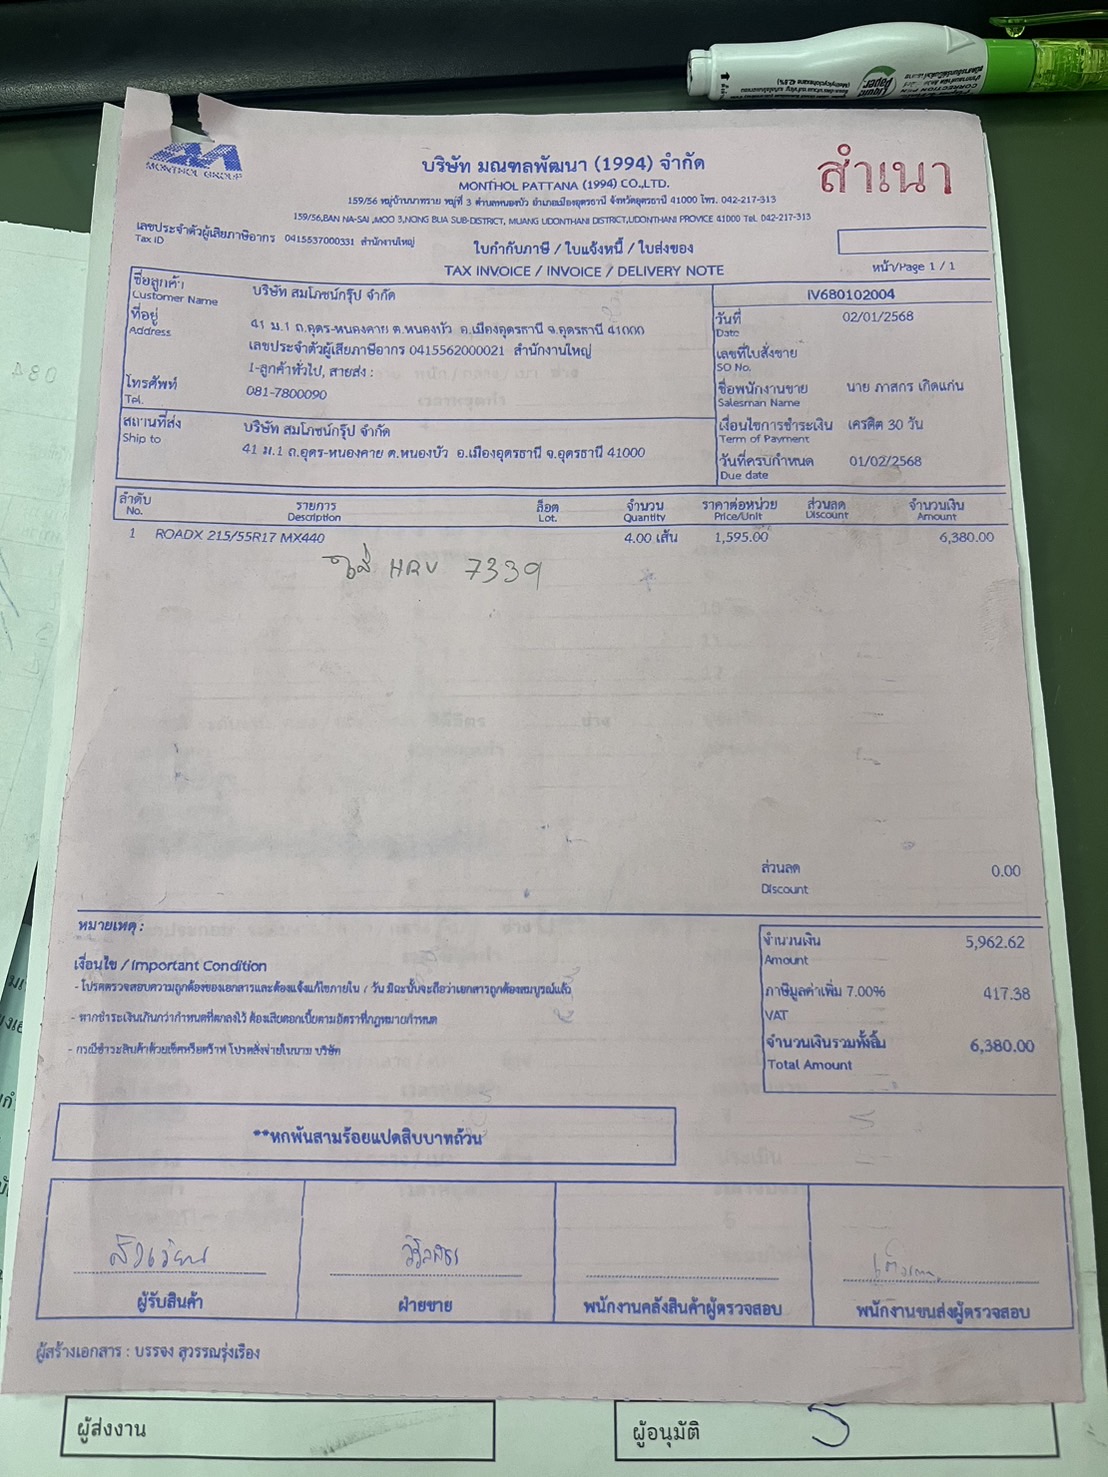 MONTHOL GROUP
บริษัท มณฑลพัฒนา (1994) จำกัด
MONTHOL PATTANA (1994) CO.,LTD.
สำเนา
159/56 หมู่บ้านนาทราย หมู่ที่ 3 ตำบลหนองบัว อำเภอเมืองอุดรธานี จังหวัดอุดรธานี 41000 โทร. 042-217-313
159/56,BAN NA-SAI ,MOO 3,NONG BUA SUB-DISTRICT, MUANG UDONTHANI DISTRICT,UDONTHANI PROVICE 41000 Tel. 042-217-313
เลขประจำตัวผู้เสียภาษีอากร 0415537000331 สำนักงานใหญ่
Tax ID
ใบกำกับภาษี / ใบแจ้งหนี้ / ใบส่งของ
TAX INVOICE / INVOICE / DELIVERY NOTE
หน้า/Page 1 / 1
ชื่อลูกค้า บริษัท สมโภชน์กรุ๊ป จำกัด
Customer Name
ที่อยู่ 41 ม.1 ถ.อุดร-หนองคาย ต.หนองบัว อ.เมืองอุดรธานี จ.อุดรธานี 41000
Address
เลขประจำตัวผู้เสียภาษีอากร 0415562000021 สำนักงานใหญ่
1-ลูกค้าทั่วไป, สายส่ง :
โทรศัพท์ 081-7800090
Tel.
สถานที่ส่ง บริษัท สมโภชน์กรุ๊ป จำกัด
Ship to 41 ม.1 ถ.อุดร-หนองคาย ต.หนองบัว อ.เมืองอุดรธานี จ.อุดรธานี 41000
IV680102004
วันที่ 02/01/2568
Date
เลขที่ใบสั่งขาย
SO No.
ชื่อพนักงานขาย นาย ภาสกร เกิดแก่น
Salesman Name
เงื่อนไขการชำระเงิน เครดิต 30 วัน
Term of Payment
วันที่ครบกำหนด 01/02/2568
Due date
ลำดับ รายการ ล็อต จำนวน ราคาต่อหน่วย ส่วนลด จำนวนเงิน
No. Description Lot. Quantity Price/Unit Discount Amount
1 ROADX 215/55R17 MX440 4.00 เส้น 1,595.00 6,380.00
ใส่ HRV 7339
ส่วนลด 0.00
Discount
หมายเหตุ :
เงื่อนไข / Important Condition
- โปรดตรวจสอบความถูกต้องของเอกสารและต้องแจ้งแก้ไขภายใน 7 วัน มิฉะนั้นจะถือว่าเอกสารถูกต้องสมบูรณ์แล้ว
- หากชำระเงินเกินกว่ากำหนดที่ตกลงไว้ ต้องเสียดอกเบี้ยตามอัตราที่กฎหมายกำหนด
- กรณีชำระสินค้าด้วยเช็คหรือดร๊าฟ โปรดสั่งจ่ายในนาม บริษัท
จำนวนเงิน 5,962.62
Amount
ภาษีมูลค่าเพิ่ม 7.00% 417.38
VAT
จำนวนเงินรวมทั้งสิ้น 6,380.00
Total Amount
**หกพันสามร้อยแปดสิบบาทถ้วน
ผู้รับสินค้า
ฝ่ายขาย
พนักงานคลังสินค้าผู้ตรวจสอบ
พนักงานขนส่งผู้ตรวจสอบ
ผู้สร้างเอกสาร : บรรจง สุวรรณรุ่งเรือง
ผู้ส่งงาน
ผู้อนุมัติ